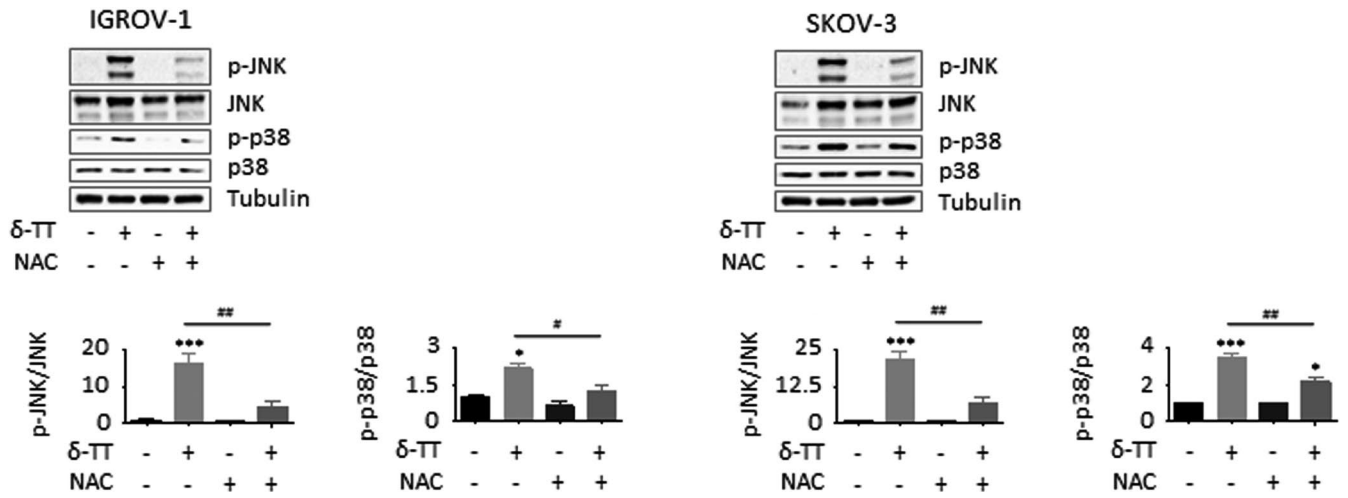 IGROV-1
p-JNK
JNK
p-p38
p38
Tubulin
δ-TT - + - +
NAC - - + +
SKOV-3
p-JNK
JNK
p-p38
p38
Tubulin
δ-TT - + - +
NAC - - + +
p-JNK/JNK
20
10
0
***
##
δ-TT - + - +
NAC - - + +
p-p38/p38
3
1.5
0
*
#
δ-TT - + - +
NAC - - + +
p-JNK/JNK
25
12.5
0
***
##
δ-TT - + - +
NAC - - + +
p-p38/p38
4
2
0
***
##
*
δ-TT - + - +
NAC - - + +